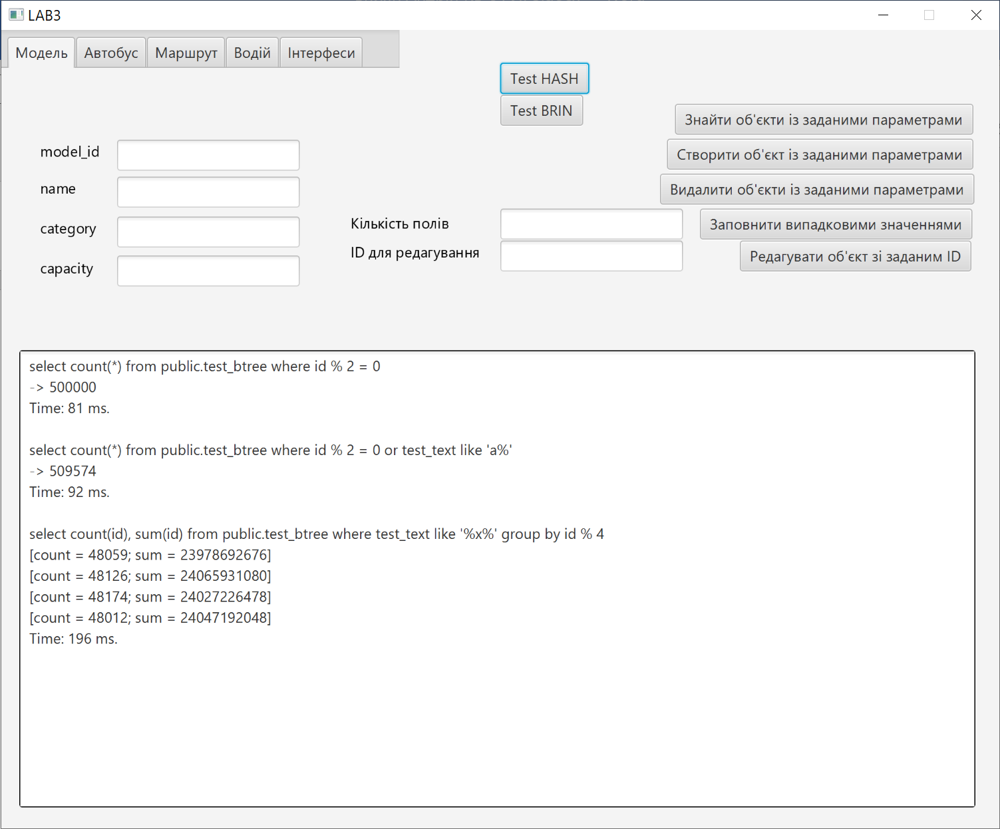 LAB3
Модель Автобус Маршрут Водій Інтерфеси
Test HASH
Test BRIN
Знайти об'єкти із заданими параметрами
model_id
Створити об'єкт із заданими параметрами
name
Видалити об'єкти із заданими параметрами
category
Кількість полів
Заповнити випадковими значеннями
capacity
ID для редагування
Редагувати об'єкт зі заданим ID
select count(*) from public.test_btree where id % 2 = 0
-> 500000
Time: 81 ms.
select count(*) from public.test_btree where id % 2 = 0 or test_text like 'a%'
-> 509574
Time: 92 ms.
select count(id), sum(id) from public.test_btree where test_text like '%x%' group by id % 4
[count = 48059; sum = 23978692676]
[count = 48126; sum = 24065931080]
[count = 48174; sum = 24027226478]
[count = 48012; sum = 24047192048]
Time: 196 ms.